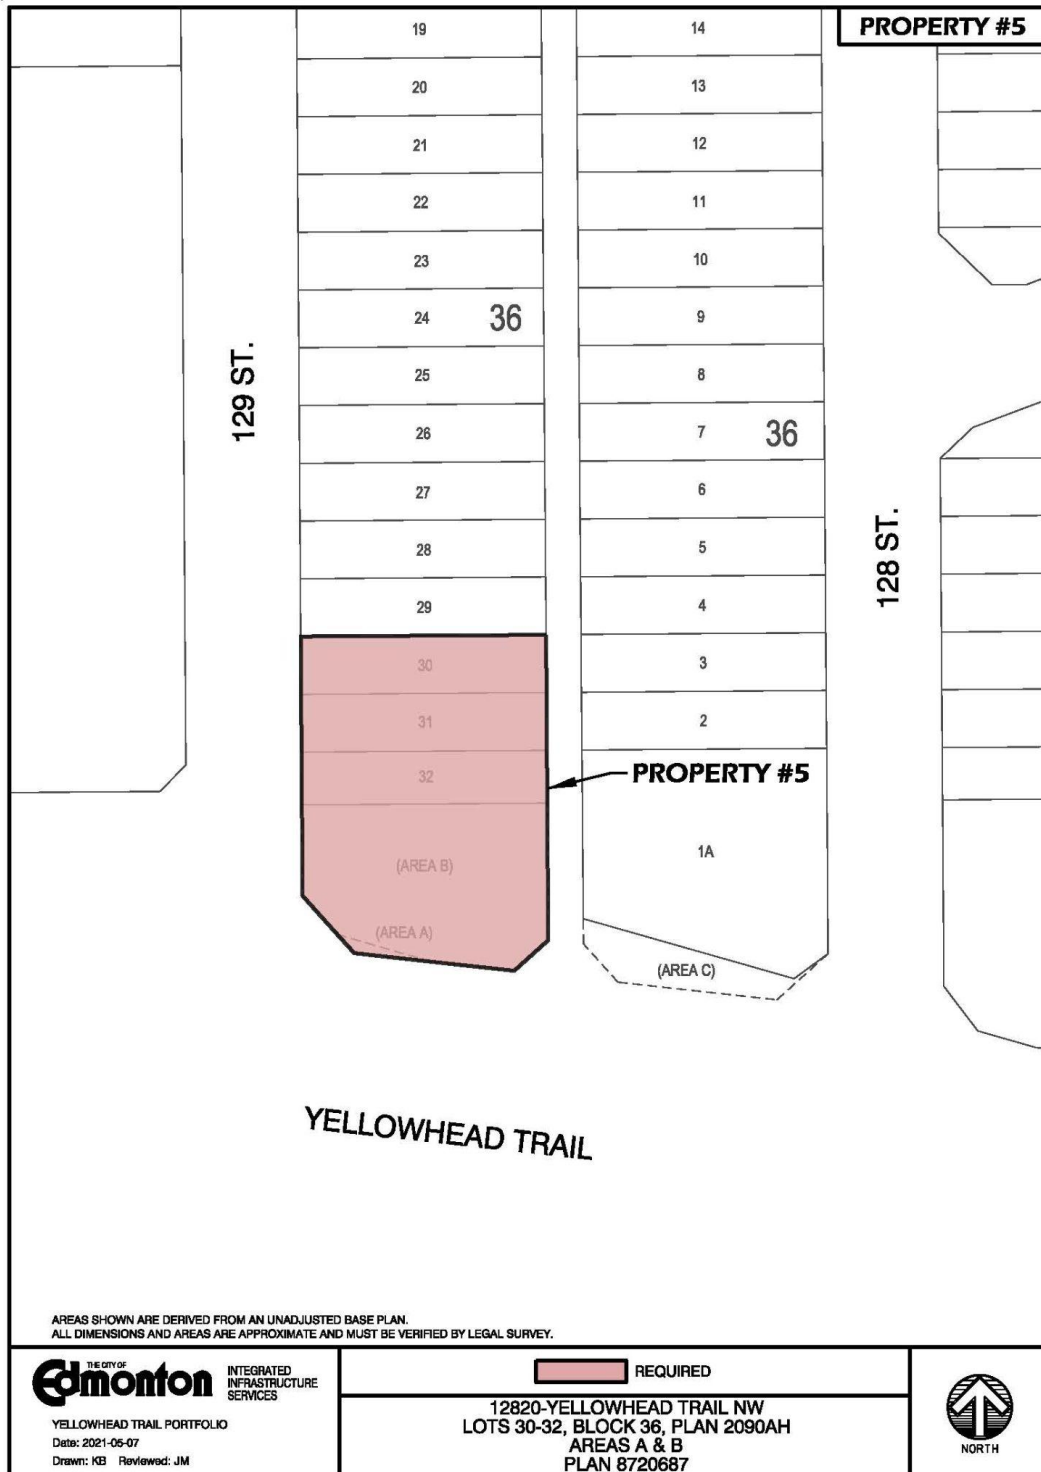 PROPERTY #5
19
14
20
13
21
12
22
11
23
10
24
36
9
25
8
26
7
36
27
6
28
5
29
4
30
3
31
2
32
PROPERTY #5
1A
(AREA B)
(AREA A)
(AREA C)
129 ST.
128 ST.
YELLOWHEAD TRAIL
AREAS SHOWN ARE DERIVED FROM AN UNADJUSTED BASE PLAN.
ALL DIMENSIONS AND AREAS ARE APPROXIMATE AND MUST BE VERIFIED BY LEGAL SURVEY.
THE CITY OF
Edmonton
INTEGRATED
INFRASTRUCTURE
SERVICES
YELLOWHEAD TRAIL PORTFOLIO
Date: 2021-05-07
Drawn: KB Reviewed: JM
REQUIRED
12820-YELLOWHEAD TRAIL NW
LOTS 30-32, BLOCK 36, PLAN 2090AH
AREAS A & B
PLAN 8720687
NORTH